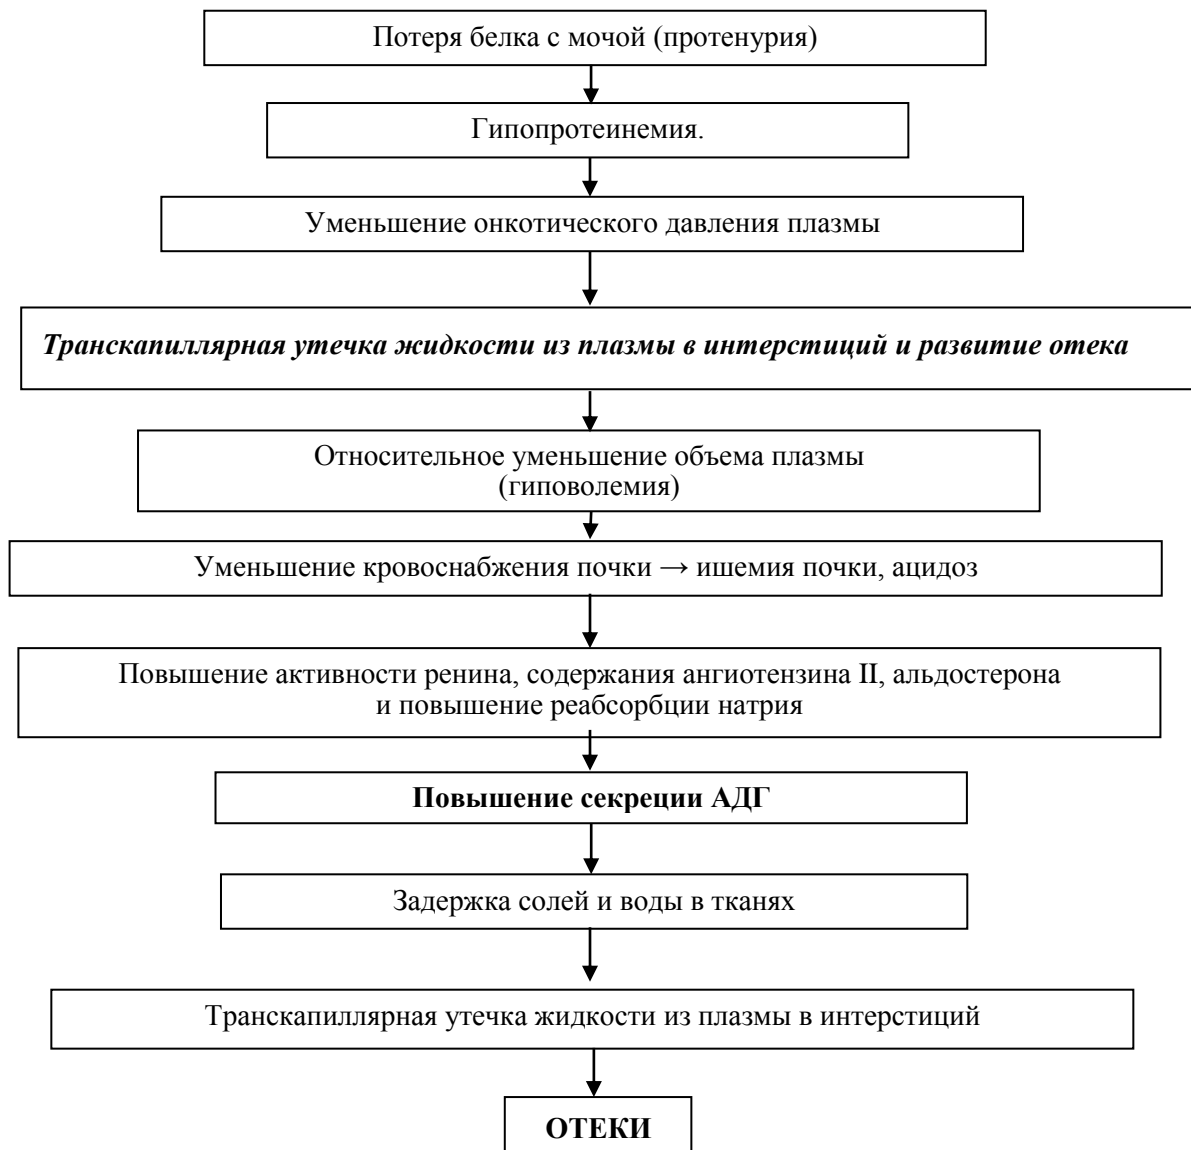 Потеря белка с мочой (протенурия)
Гипопротеинемия.
Уменьшение онкотического давления плазмы
Транскапиллярная утечка жидкости из плазмы в интерстиций и развитие отека
Относительное уменьшение объема плазмы
(гиповолемия)
Уменьшение кровоснабжения почки → ишемия почки, ацидоз
Повышение активности ренина, содержания ангиотензина II, альдостерона
и повышение реабсорбции натрия
Повышение секреции АДГ
Задержка солей и воды в тканях
Транскапиллярная утечка жидкости из плазмы в интерстиций
ОТЕКИ